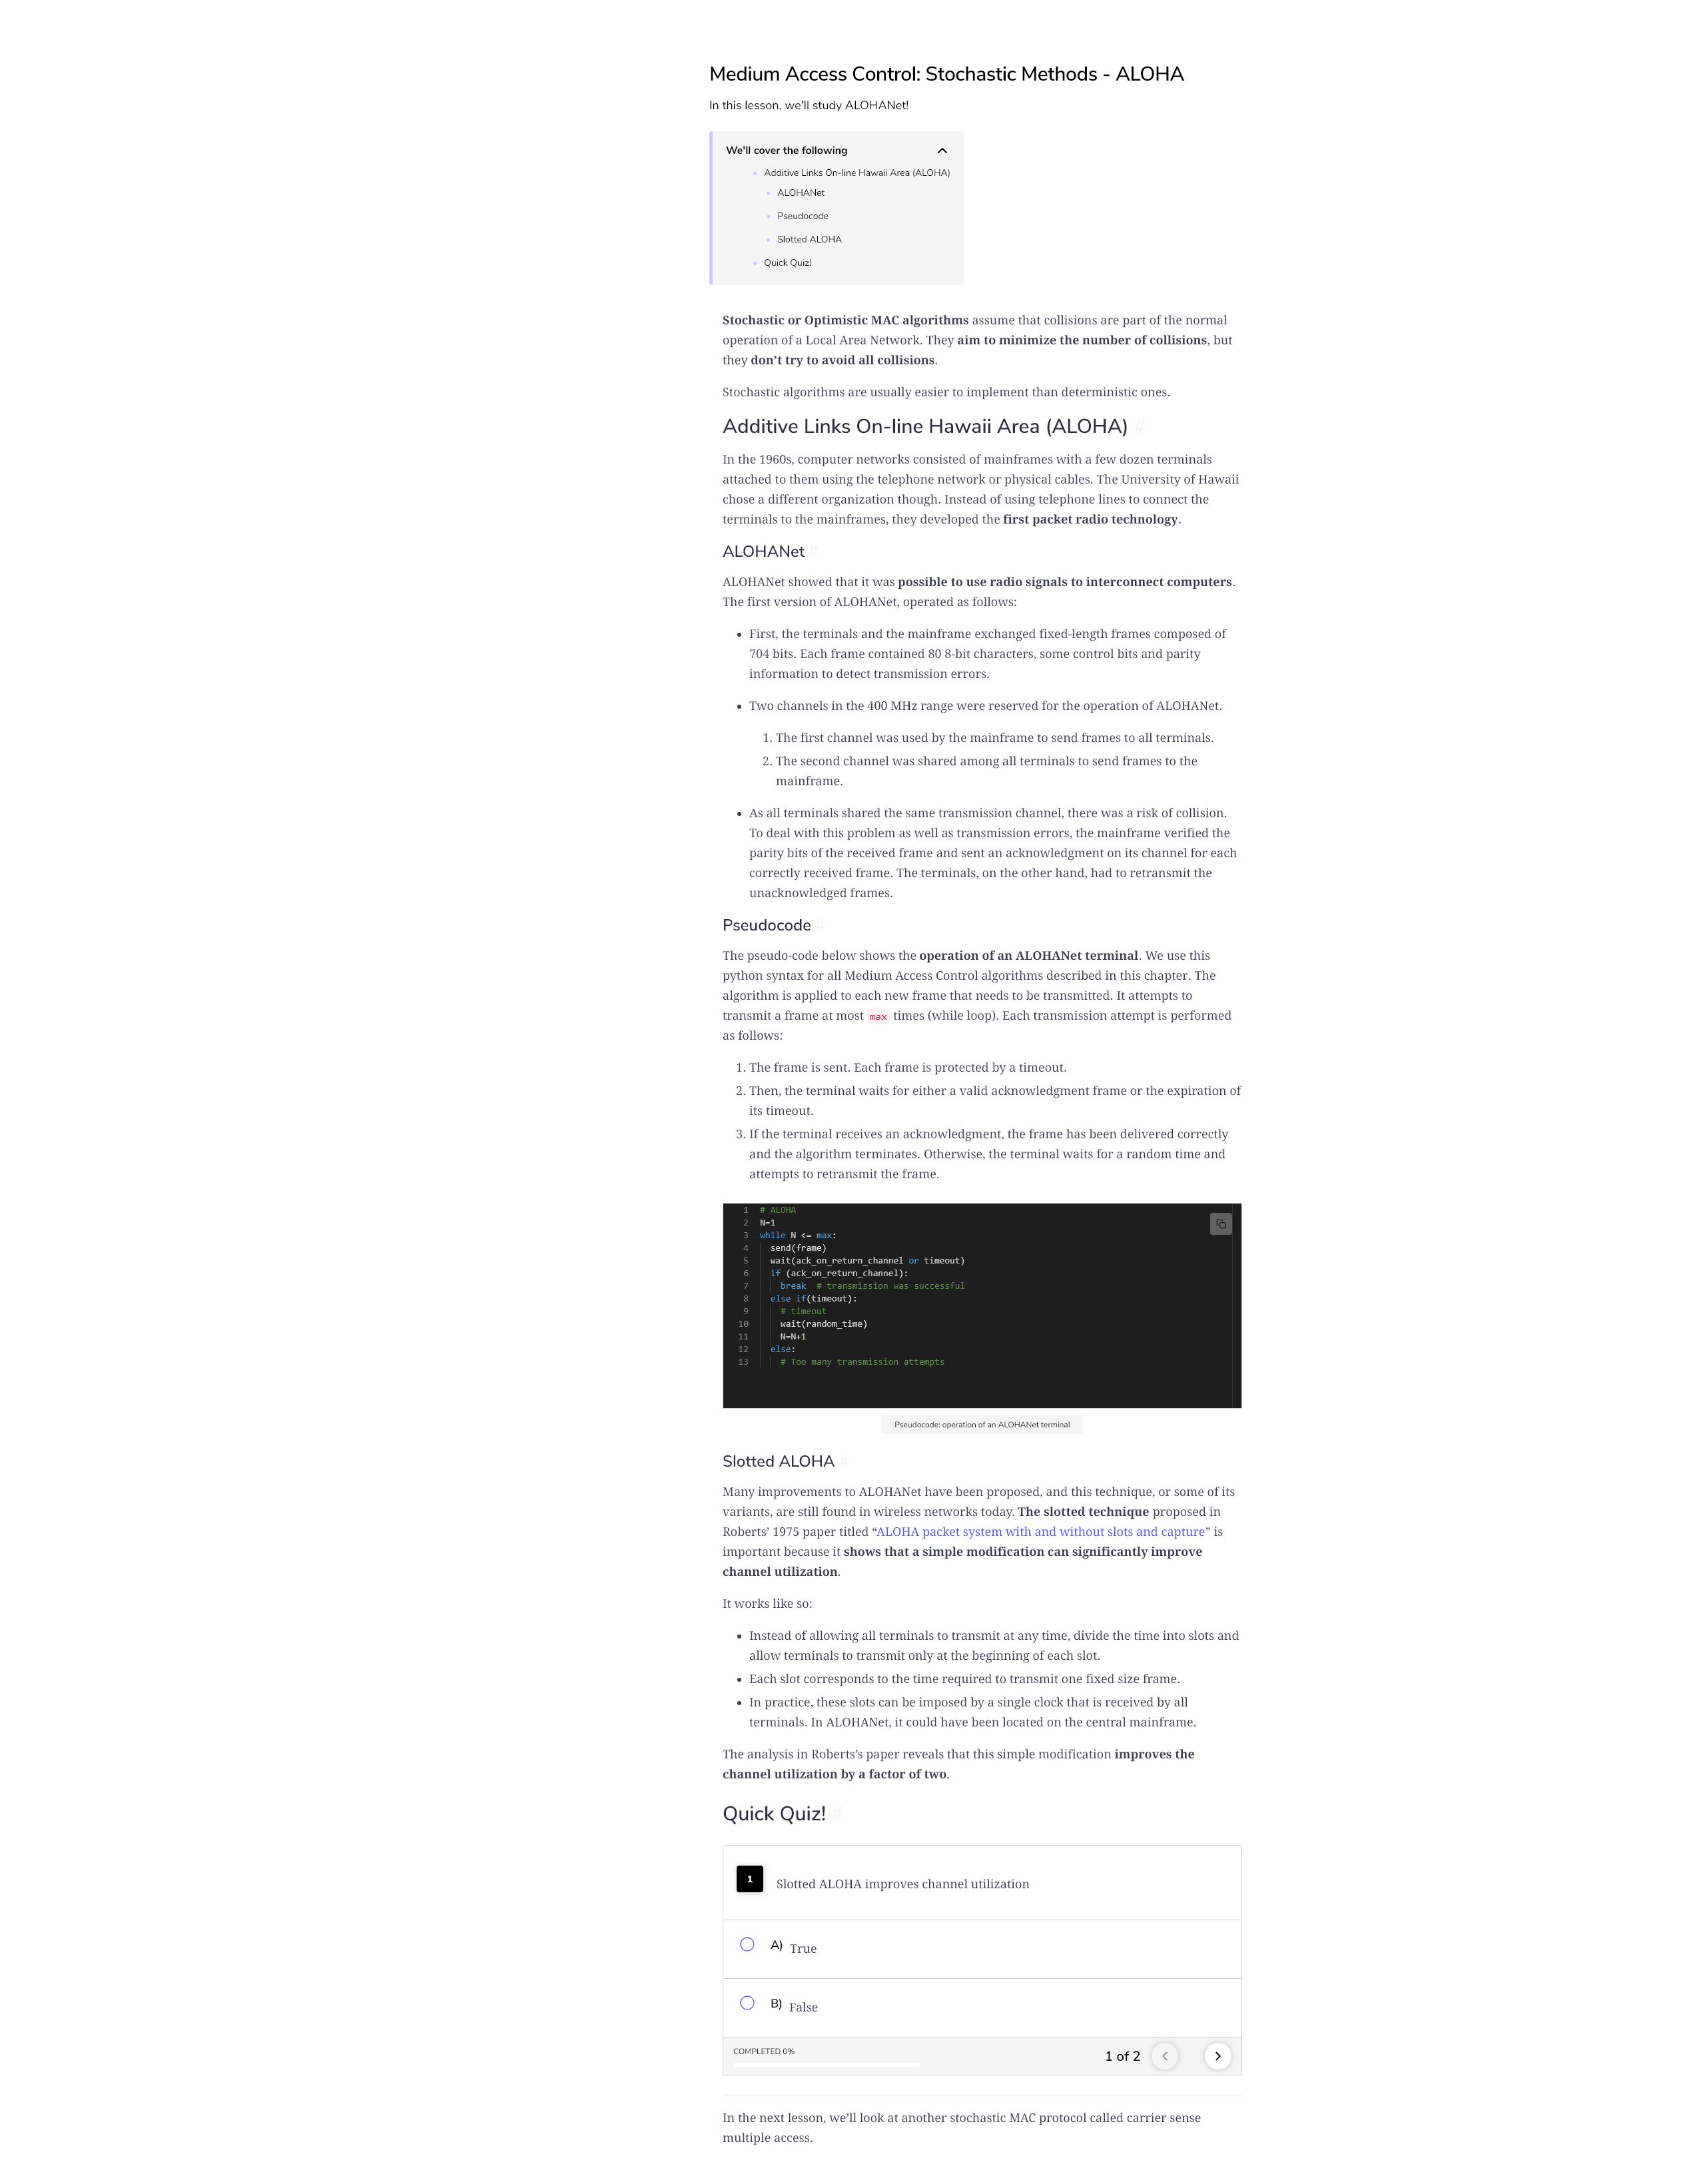 Medium Access Control: Stochastic Methods - ALOHA
In this lesson, we'll study ALOHANet!
We'll cover the following
Additive Links On-line Hawaii Area (ALOHA)
ALOHANet
Pseudocode
Slotted ALOHA
Quick Quiz!
Stochastic or Optimistic MAC algorithms assume that collisions are part of the normal
operation of a Local Area Network. They aim to minimize the number of collisions, but
they don't try to avoid all collisions.
Stochastic algorithms are usually easier to implement than deterministic ones.
Additive Links On-line Hawaii Area (ALOHA) #
In the 1960s, computer networks consisted of mainframes with a few dozen terminals
attached to them using the telephone network or physical cables. The University of Hawaii
chose a different organization though. Instead of using telephone lines to connect the
terminals to the mainframes, they developed the first packet radio technology.
ALOHANet #
ALOHANet showed that it was possible to use radio signals to interconnect computers.
The first version of ALOHANet, operated as follows:
• First, the terminals and the mainframe exchanged fixed-length frames composed of
704 bits. Each frame contained 80 8-bit characters, some control bits and parity
information to detect transmission errors.
• Two channels in the 400 MHz range were reserved for the operation of ALOHANet.
1. The first channel was used by the mainframe to send frames to all terminals.
2. The second channel was shared among all terminals to send frames to the
mainframe.
• As all terminals shared the same transmission channel, there was a risk of collision.
To deal with this problem as well as transmission errors, the mainframe verified the
parity bits of the received frame and sent an acknowledgment on its channel for each
correctly received frame. The terminals, on the other hand, had to retransmit the
unacknowledged frames.
Pseudocode #
The pseudo-code below shows the operation of an ALOHANet terminal. We use this
python syntax for all Medium Access Control algorithms described in this chapter. The
algorithm is applied to each new frame that needs to be transmitted. It attempts to
transmit a frame at most max times (while loop). Each transmission attempt is performed
as follows:
1. The frame is sent. Each frame is protected by a timeout.
2. Then, the terminal waits for either a valid acknowledgment frame or the expiration of
its timeout.
3. If the terminal receives an acknowledgment, the frame has been delivered correctly
and the algorithm terminates. Otherwise, the terminal waits for a random time and
attempts to retransmit the frame.
1 # ALOHA
2 N=1
3 while N <= max:
4 send(frame)
5 wait(ack_on_return_channel or timeout)
6 if (ack_on_return_channel):
7 break # transmission was successful
8 else if(timeout):
9 # timeout
10 wait(random_time)
11 N=N+1
12 else:
13 # Too many transmission attempts
Pseudocode: operation of an ALOHANet terminal
Slotted ALOHA #
Many improvements to ALOHANet have been proposed, and this technique, or some of its
variants, are still found in wireless networks today. The slotted technique proposed in
Roberts' 1975 paper titled “ALOHA packet system with and without slots and capture” is
important because it shows that a simple modification can significantly improve
channel utilization.
It works like so:
• Instead of allowing all terminals to transmit at any time, divide the time into slots and
allow terminals to transmit only at the beginning of each slot.
• Each slot corresponds to the time required to transmit one fixed size frame.
• In practice, these slots can be imposed by a single clock that is received by all
terminals. In ALOHANet, it could have been located on the central mainframe.
The analysis in Roberts's paper reveals that this simple modification improves the
channel utilization by a factor of two.
Quick Quiz! #
1 Slotted ALOHA improves channel utilization
A) True
B) False
COMPLETED 0%
1 of 2
In the next lesson, we'll look at another stochastic MAC protocol called carrier sense
multiple access.